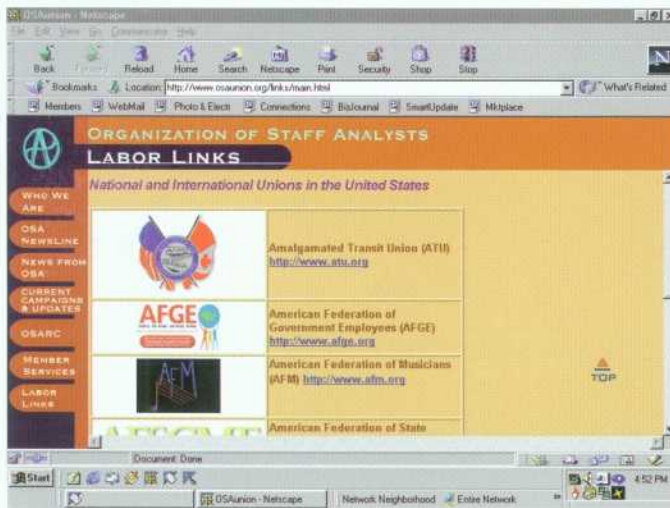 OSAunion - Netscape
File Edit View Go Communicator Help
Back Forward Reload Home Search Netscape Print Security Shop Stop
Bookmarks Location: http://www.osaunion.org/links/main.html What's Related
Members WebMail Photo & Electi Connections BizJournal SmartUpdate Mktplace
ORGANIZATION OF STAFF ANALYSTS
LABOR LINKS
National and International Unions in the United States
WHO WE
ARE
OSA
NEWSLINE
NEWS FROM
OSA
CURRENT
CAMPAIGNS
& UPDATES
OSARC
MEMBER
SERVICES
LABOR
LINKS
Amalgamated Transit Union (ATU)
http://www.atu.org
AFGE
American Federation of
Government Employees (AFGE)
http://www.afge.org
AFM
American Federation of Musicians
(AFM) http://www.afm.org
AFSCME
American Federation of State
TOP
Document: Done
Start
4:52 PM
OSAunion - Netscape Network Neighborhood Entire Network